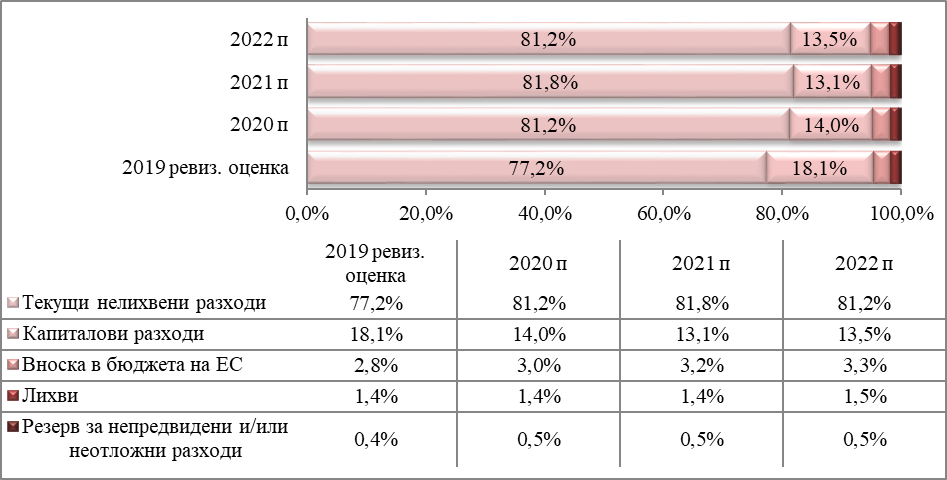 2022 п
81,2%
13,5%
2021 п
81,8%
13,1%
2020 п
81,2%
14,0%
2019 ревиз. оценка
77,2%
18,1%
0,0% 20,0% 40,0% 60,0% 80,0% 100,0%
2019 ревиз.
оценка
2020 п
2021 п
2022 п
Текущи нелихвени разходи 77,2% 81,2% 81,8% 81,2%
Капиталови разходи 18,1% 14,0% 13,1% 13,5%
Вноска в бюджета на ЕС 2,8% 3,0% 3,2% 3,3%
Лихви 1,4% 1,4% 1,4% 1,5%
Резерв за непредвидени и/или
неотложни разходи
0,4% 0,5% 0,5% 0,5%